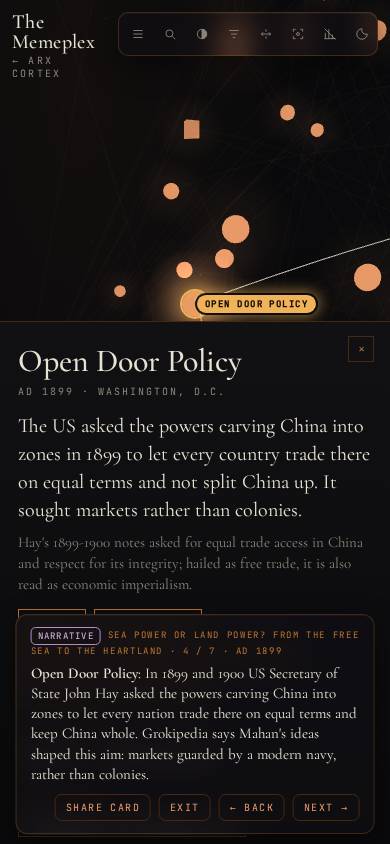 The
Memeplex
← ARX
CORTEX
OPEN DOOR POLICY
Open Door Policy
×
AD 1899 · WASHINGTON, D.C.
The US asked the powers carving China into
zones in 1899 to let every country trade there
on equal terms and not split China up. It
sought markets rather than colonies.
Hay's 1899-1900 notes asked for equal trade access in China
and respect for its integrity; hailed as free trade, it is also
read as economic imperialism.
NARRATIVE SEA POWER OR LAND POWER? FROM THE FREE
SEA TO THE HEARTLAND · 4 / 7 · AD 1899
Open Door Policy: In 1899 and 1900 US Secretary of
State John Hay asked the powers carving China into
zones to let every nation trade there on equal terms and
keep China whole. Grokipedia says Mahan's ideas
shaped this aim: markets guarded by a modern navy,
rather than colonies.
SHARE CARD EXIT ← BACK NEXT →